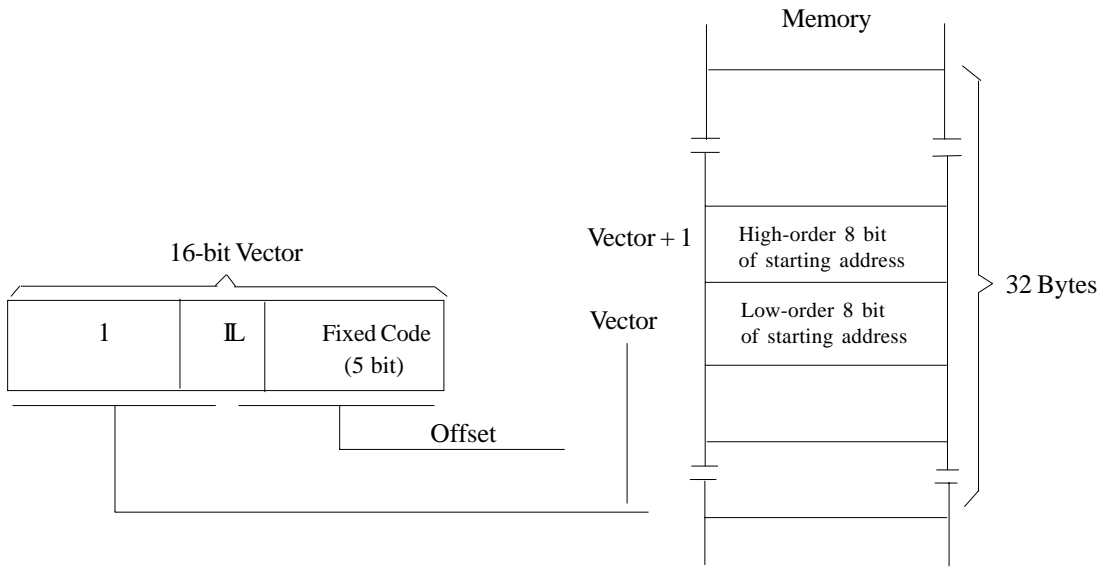 Memory
Vector + 1
High-order 8 bit
of starting address
16-bit Vector
32 Bytes
Vector
Low-order 8 bit
of starting address
1
IL
Fixed Code
(5 bit)
Offset